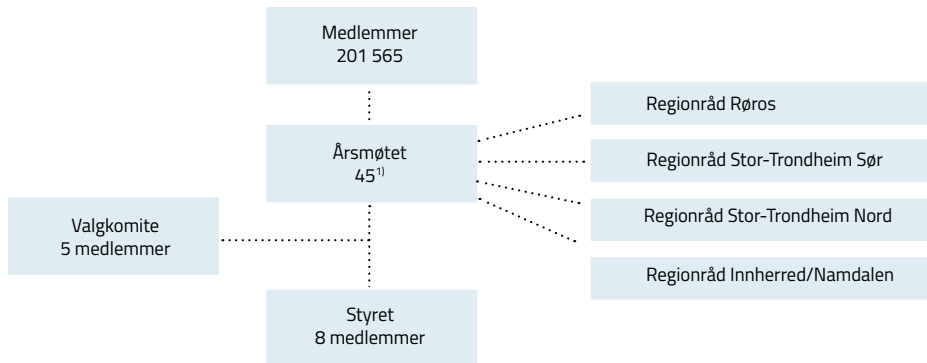 Medlemmer
201 565
Årsmøtet
45¹⁾
Regionråd Røros
Regionråd Stor-Trondheim Sør
Regionråd Stor-Trondheim Nord
Regionråd Innherred/Namdalen
Valgkomite
5 medlemmer
Styret
8 medlemmer